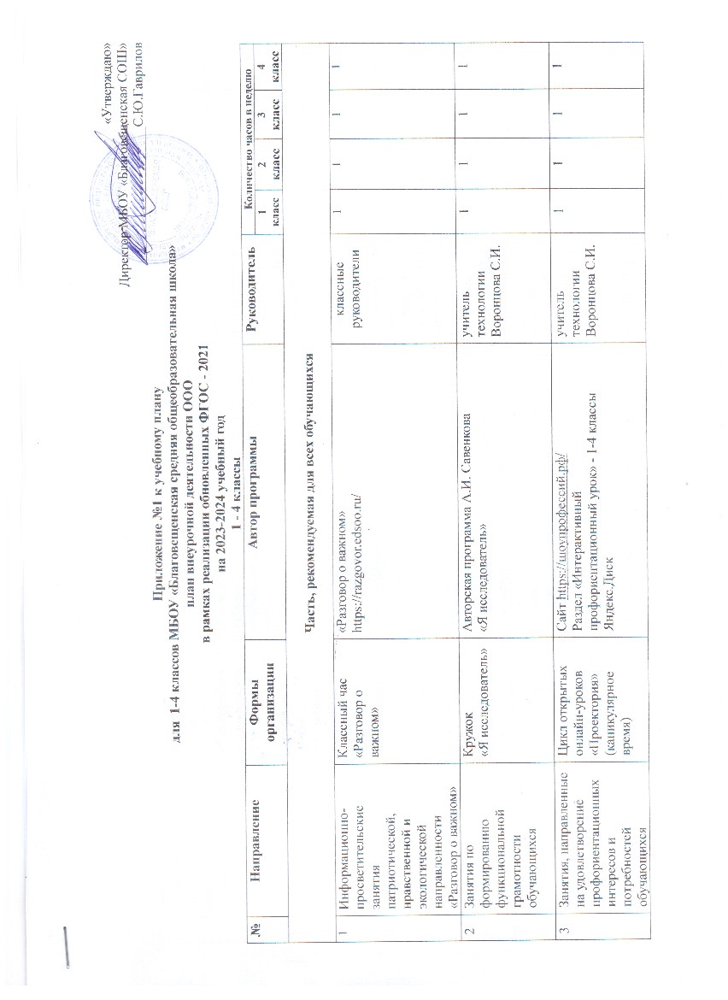 «Утверждаю»
Директор МБОУ «Благовещенская СОШ»
С.Ю.Гаврилов
Приложение №1 к учебному плану
для 1-4 классов МБОУ «Благовещенская средняя общеобразовательная школа»
план внеурочной деятельности ООО
в рамках реализации обновленных ФГОС - 2021
на 2023-2024 учебный год
1 - 4 классы
№
Направление
Формы
организации
Автор программы
Руководитель
Количество часов в неделю
1
класс
2
класс
3
класс
4
класс
Часть, рекомендуемая для всех обучающихся
1
Информационно-
просветительские
занятия
патриотической,
нравственной и
экологической
направленности
«Разговор о важном»
Классный час
«Разговор о
важном»
«Разговор о важном»
https://razgovor.edsoo.ru/
классные
руководители
1
1
1
1
2
Занятия по
формированию
функциональной
грамотности
обучающихся
Кружок
«Я исследователь»
Авторская программа А.И. Савенкова
«Я исследователь»
учитель
технологии
Воронцова С.И.
1
1
1
1
3
Занятия, направленные
на удовлетворение
профориентационных
интересов и
потребностей
обучающихся
Цикл открытых
онлайн-уроков
«Проектория»
(каникулярное
время)
Сайт https://шоупрофессий.рф/
Раздел «Интерактивный
профориентационный урок» - 1-4 классы
Яндекс.Диск
учитель
технологии
Воронцова С.И.
1
1
1
1